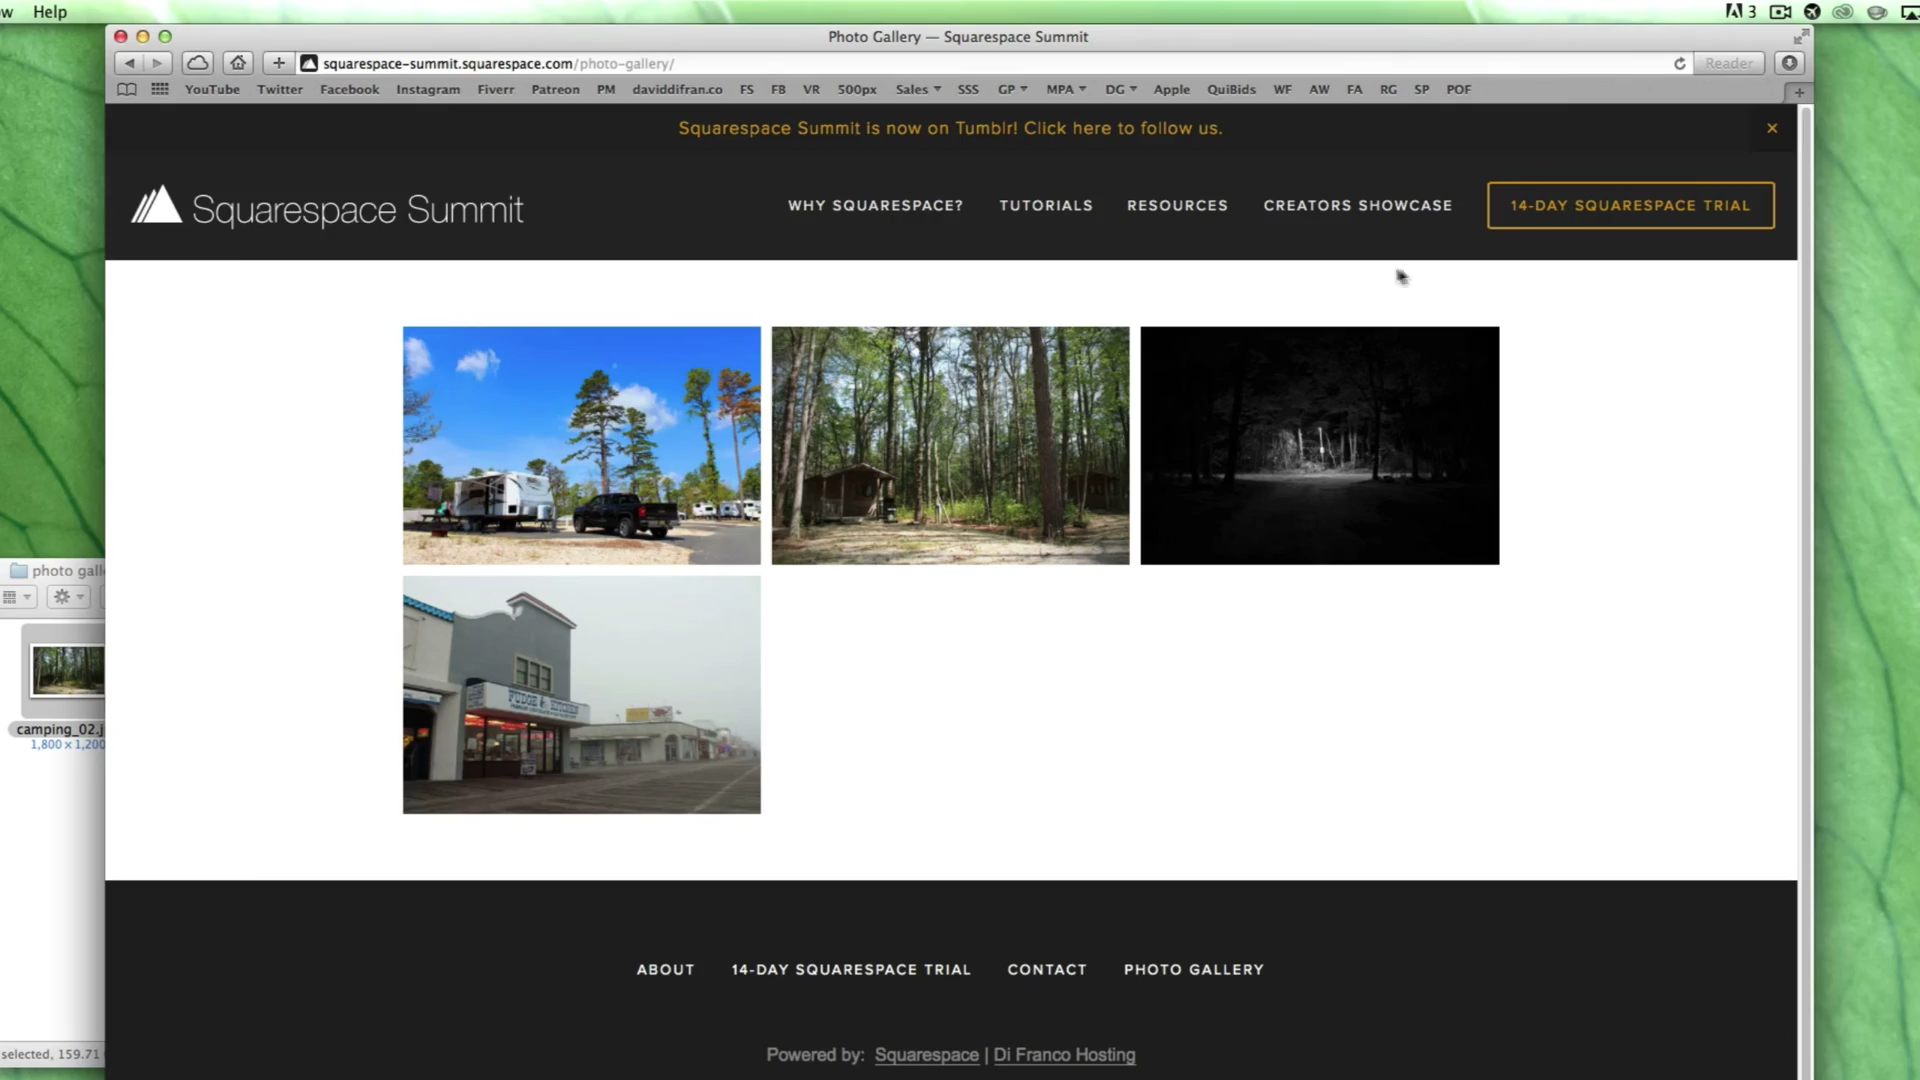 Help
3
Photo Gallery — Squarespace Summit
squarespace-summit.squarespace.com/photo-gallery/
Reader
YouTube Twitter Facebook Instagram Fiverr Patreon PM daviddifran.co FS FB VR 500px Sales SSS GP MPA DG Apple QuiBids WF AW FA RG SP POF
Squarespace Summit is now on Tumblr! Click here to follow us.
Squarespace Summit
WHY SQUARESPACE? TUTORIALS RESOURCES CREATORS SHOWCASE 14-DAY SQUARESPACE TRIAL
FUDGE KITCHEN
photo gall
camping_02.j
1,800 × 1,200
selected, 159.71
ABOUT 14-DAY SQUARESPACE TRIAL CONTACT PHOTO GALLERY
Powered by: Squarespace | Di Franco Hosting